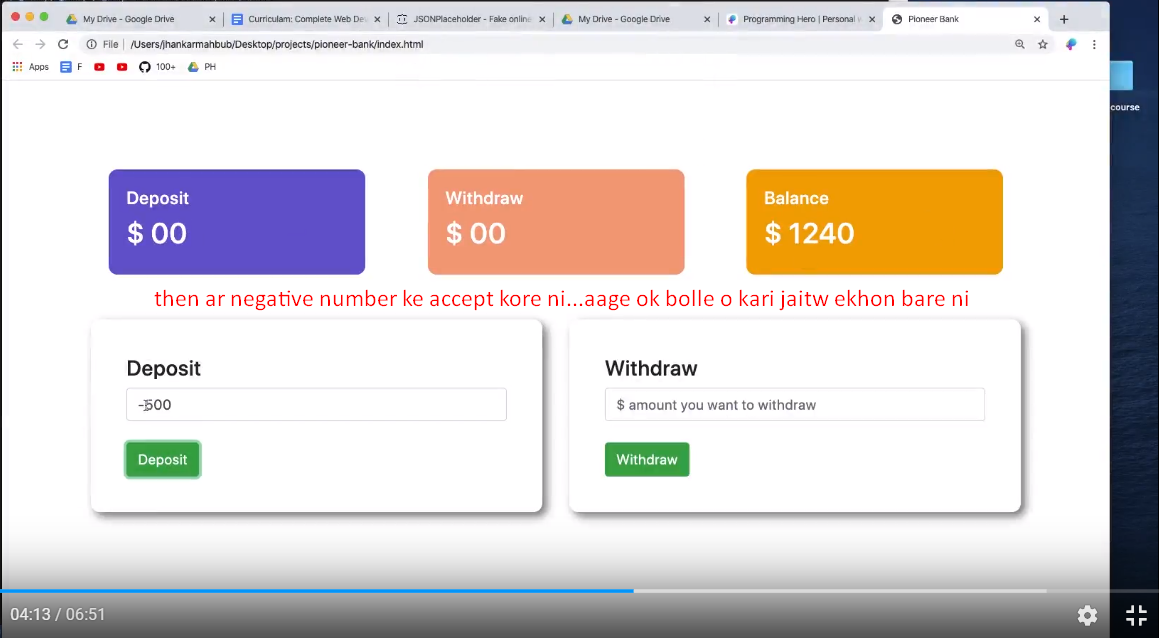 My Drive - Google Drive
Curriculam: Complete Web Dev
JSONPlaceholder - Fake online
My Drive - Google Drive
Programming Hero | Personal
Pioneer Bank
File | /Users/jhankarmahbub/Desktop/projects/pioneer-bank/index.html
Apps F 100+ PH
course
Deposit
$ 00
Withdraw
$ 00
Balance
$ 1240
then ar negative number ke accept kore ni...aage ok bolle o kari jaitw ekhon bare ni
Deposit
-500
Deposit
Withdraw
$ amount you want to withdraw
Withdraw
04:13 / 06:51